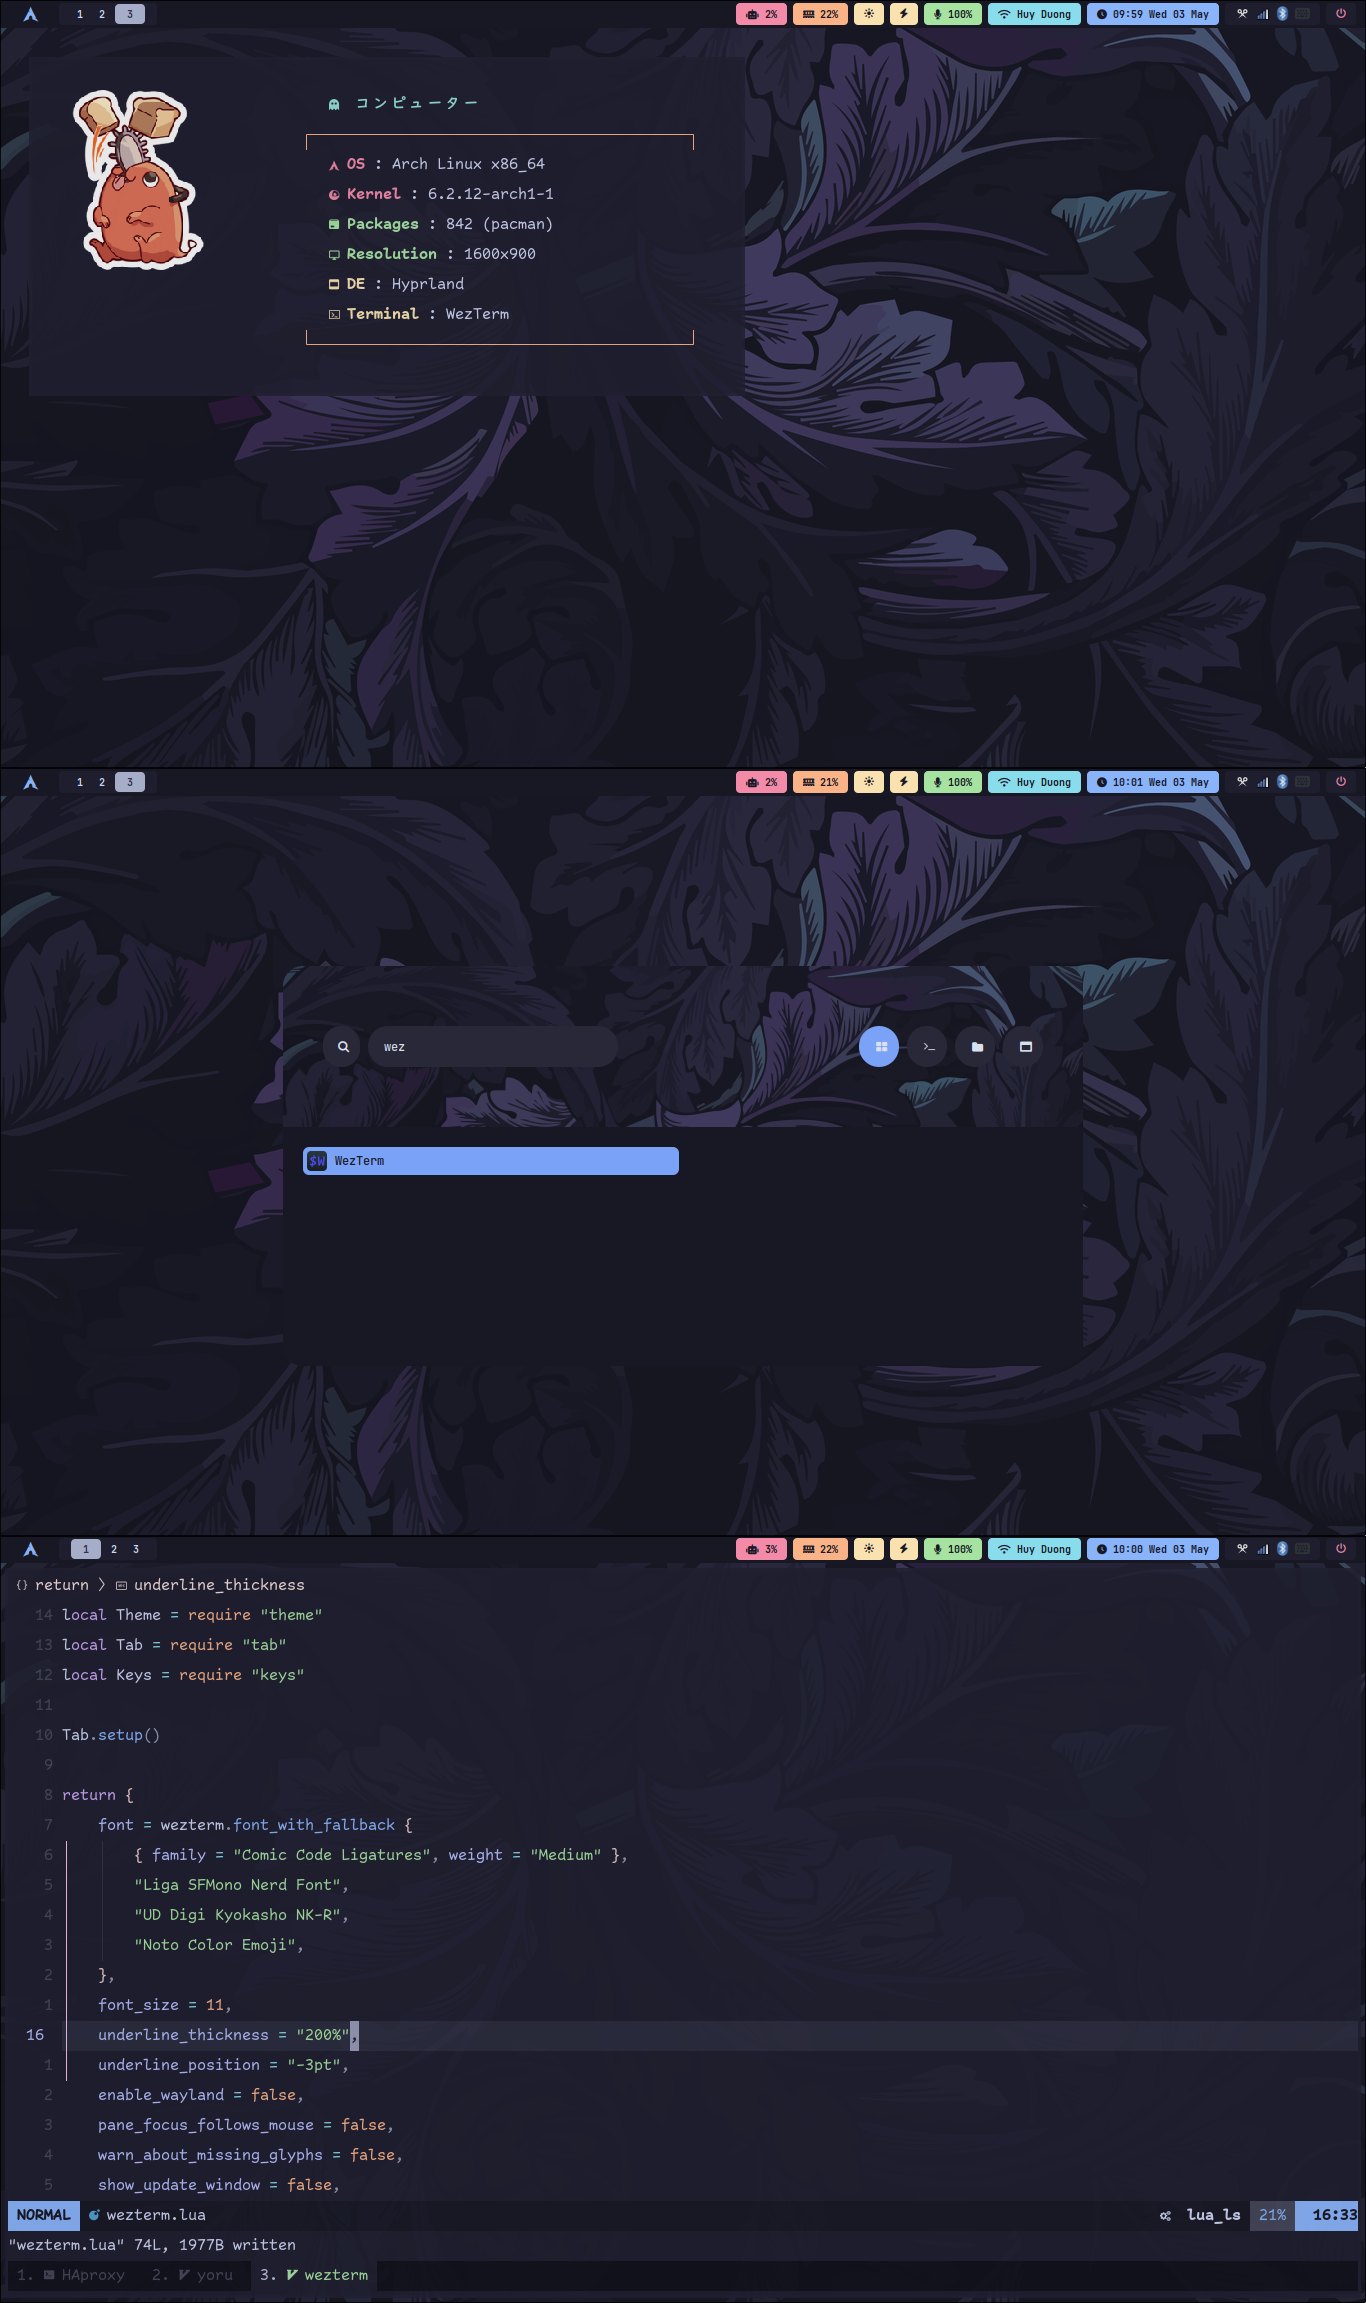 1 2 3 2% 22% 100% Huy Duong 09:59 Wed 03 May
コンピューター
OS : Arch Linux x86_64
Kernel : 6.2.12-arch1-1
Packages : 842 (pacman)
Resolution : 1600x900
DE : Hyprland
Terminal : WezTerm
1 2 3 2% 21% 100% Huy Duong 10:01 Wed 03 May
wez >_
$W WezTerm
1 2 3 3% 22% 100% Huy Duong 10:00 Wed 03 May
{} return 〉 underline_thickness
14 local Theme = require "theme"
13 local Tab = require "tab"
12 local Keys = require "keys"
11
10 Tab.setup()
9
8 return {
7 font = wezterm.font_with_fallback {
6 { family = "Comic Code Ligatures", weight = "Medium" },
5 "Liga SFMono Nerd Font",
4 "UD Digi Kyokasho NK-R",
3 "Noto Color Emoji",
2 },
1 font_size = 11,
16 underline_thickness = "200%",
1 underline_position = "-3pt",
2 enable_wayland = false,
3 pane_focus_follows_mouse = false,
4 warn_about_missing_glyphs = false,
5 show_update_window = false,
NORMAL wezterm.lua lua_ls 21% 16:33
"wezterm.lua" 74L, 1977B written
1. HAproxy 2. yoru 3. wezterm